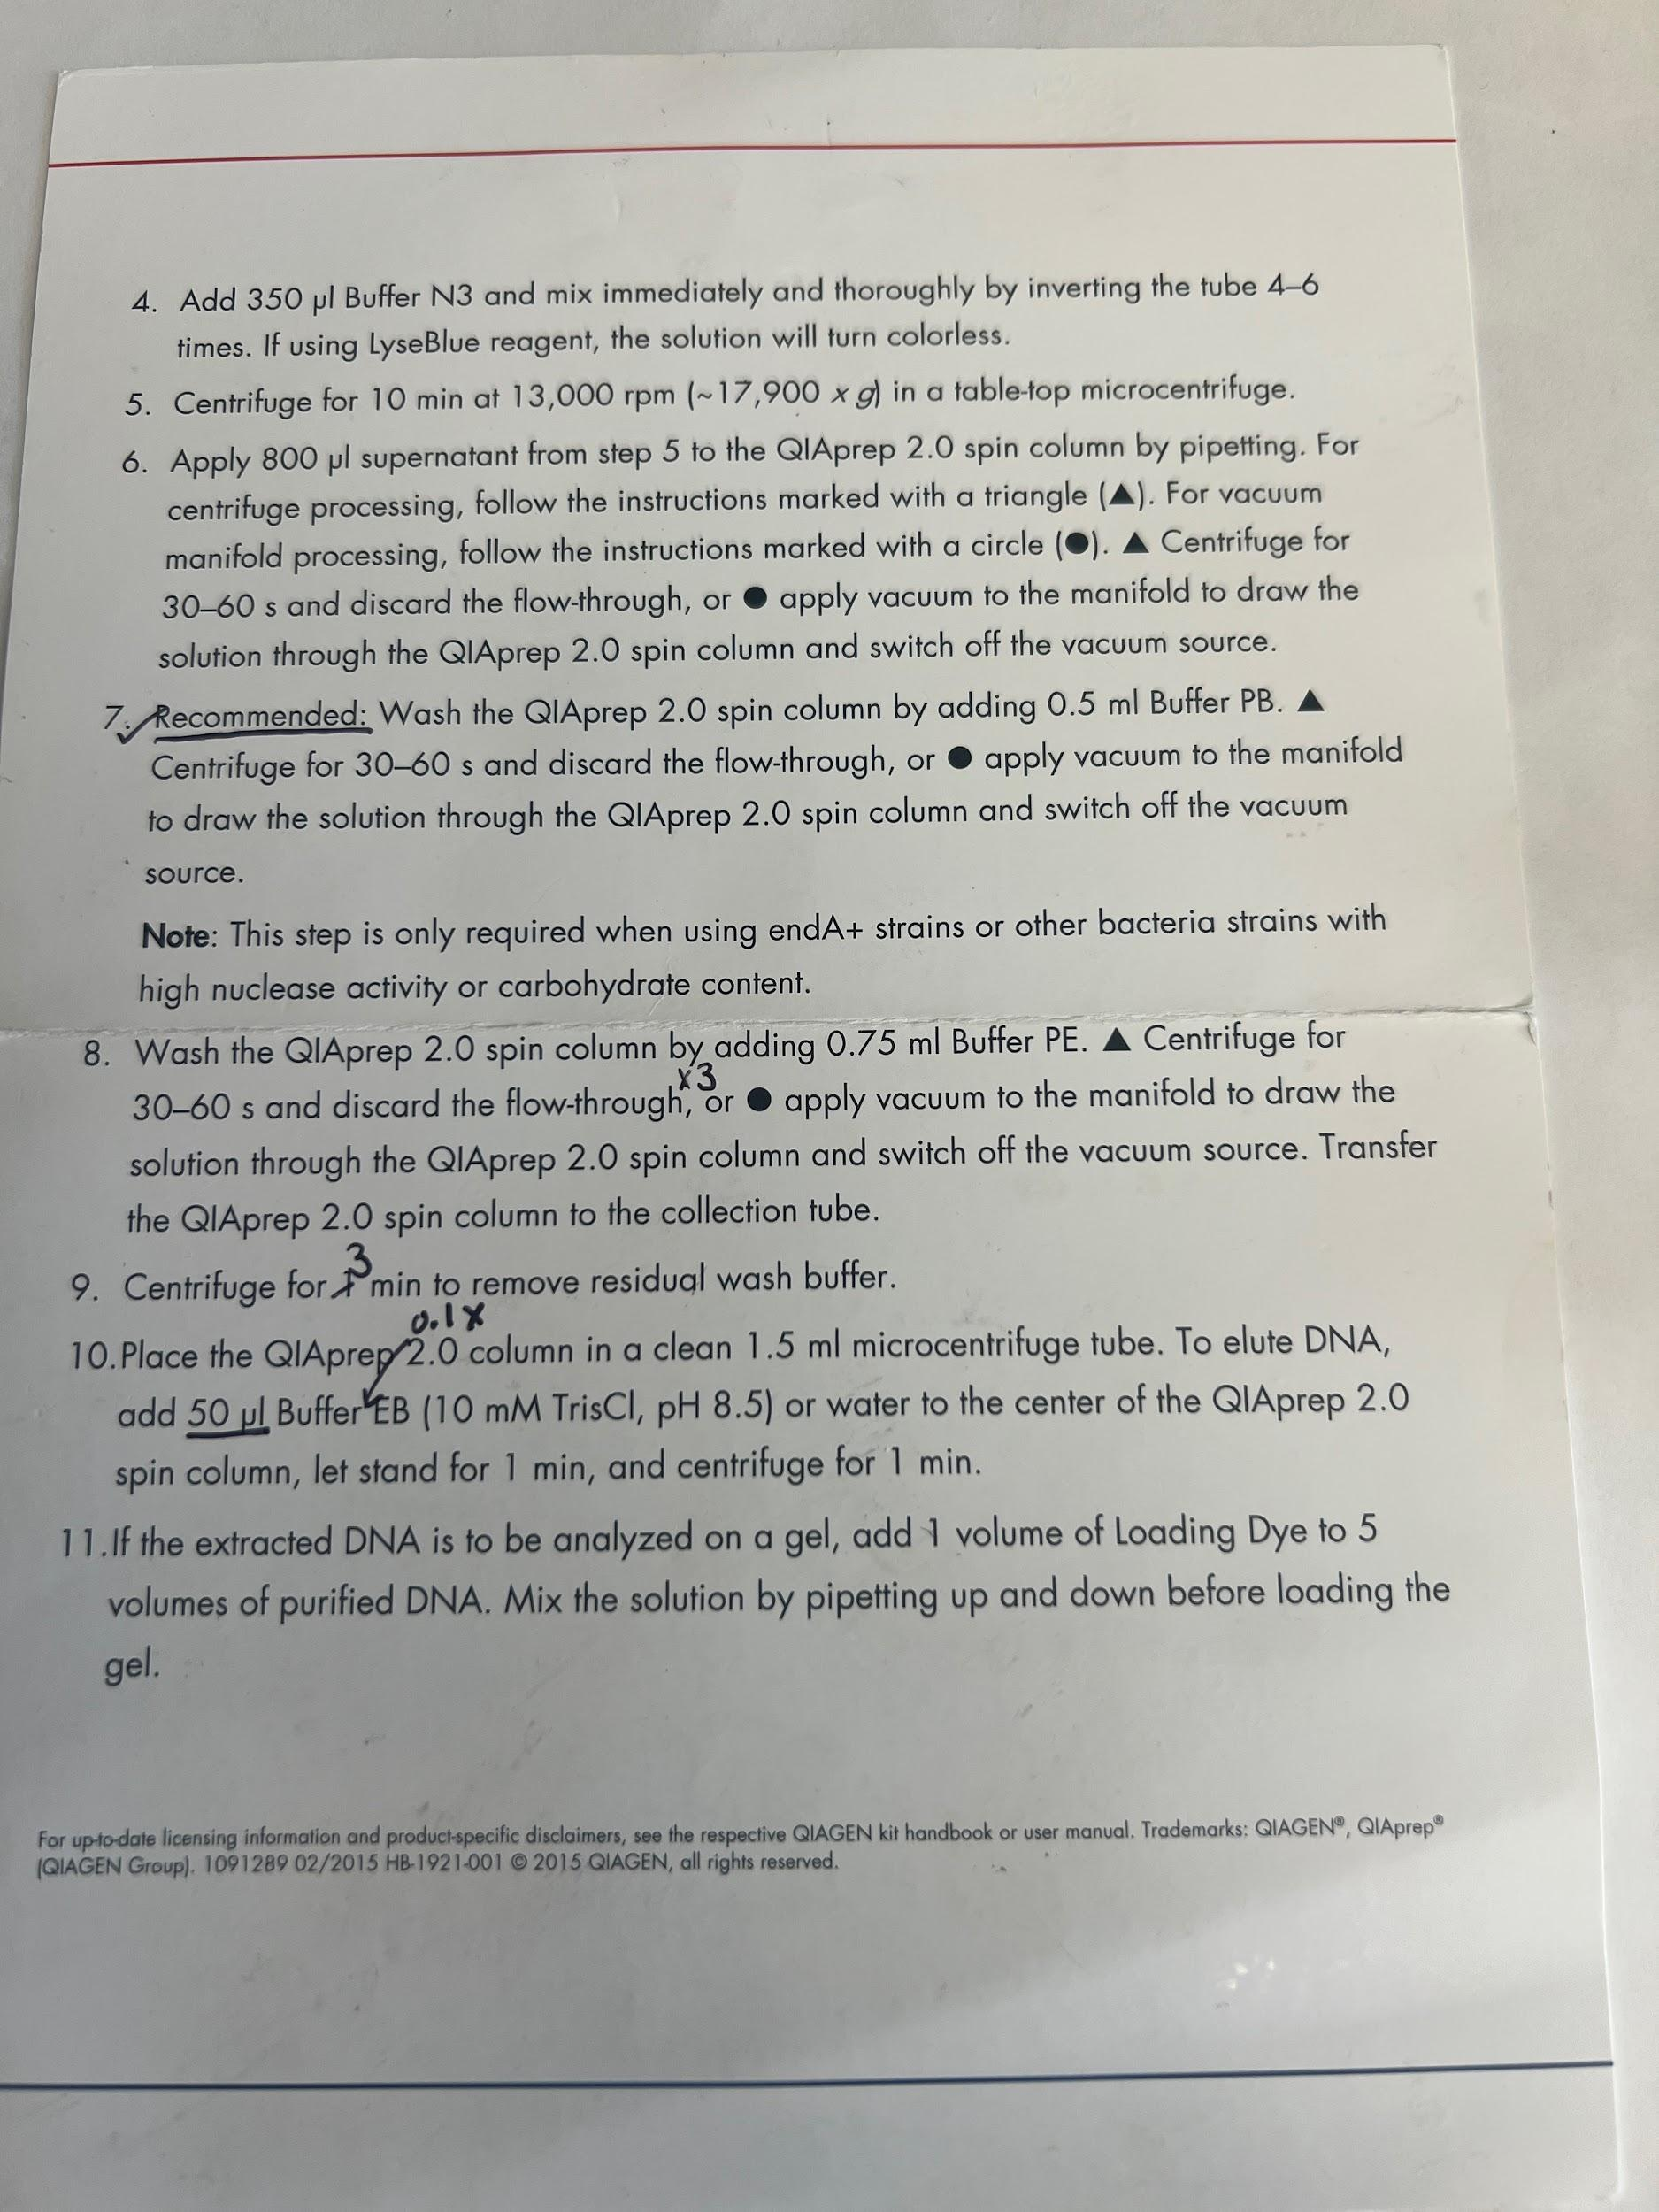 4. Add 350 µl Buffer N3 and mix immediately and thoroughly by inverting the tube 4–6
times. If using LyseBlue reagent, the solution will turn colorless.
5. Centrifuge for 10 min at 13,000 rpm (~17,900 x g) in a table-top microcentrifuge.
6. Apply 800 µl supernatant from step 5 to the QIAprep 2.0 spin column by pipetting. For
centrifuge processing, follow the instructions marked with a triangle (▲). For vacuum
manifold processing, follow the instructions marked with a circle (●). ▲ Centrifuge for
30–60 s and discard the flow-through, or ● apply vacuum to the manifold to draw the
solution through the QIAprep 2.0 spin column and switch off the vacuum source.
7. Recommended: Wash the QIAprep 2.0 spin column by adding 0.5 ml Buffer PB. ▲
Centrifuge for 30–60 s and discard the flow-through, or ● apply vacuum to the manifold
to draw the solution through the QIAprep 2.0 spin column and switch off the vacuum
source.
Note: This step is only required when using endA+ strains or other bacteria strains with
high nuclease activity or carbohydrate content.
8. Wash the QIAprep 2.0 spin column by adding 0.75 ml Buffer PE. ▲ Centrifuge for
x3
30–60 s and discard the flow-through, or ● apply vacuum to the manifold to draw the
solution through the QIAprep 2.0 spin column and switch off the vacuum source. Transfer
the QIAprep 2.0 spin column to the collection tube.
3
9. Centrifuge for 1 min to remove residual wash buffer.
0.1x
10. Place the QIAprep 2.0 column in a clean 1.5 ml microcentrifuge tube. To elute DNA,
add 50 µl Buffer EB (10 mM TrisCl, pH 8.5) or water to the center of the QIAprep 2.0
spin column, let stand for 1 min, and centrifuge for 1 min.
11. If the extracted DNA is to be analyzed on a gel, add 1 volume of Loading Dye to 5
volumes of purified DNA. Mix the solution by pipetting up and down before loading the
gel.
For up-to-date licensing information and product-specific disclaimers, see the respective QIAGEN kit handbook or user manual. Trademarks: QIAGEN®, QIAprep®
(QIAGEN Group). 1091289 02/2015 HB-1921-001 © 2015 QIAGEN, all rights reserved.